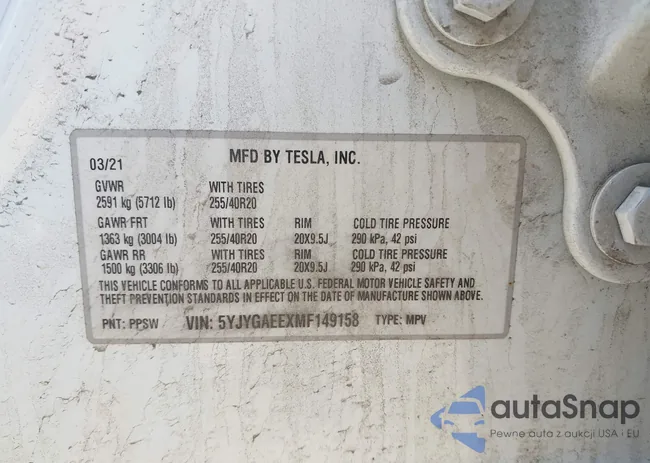 03/21 MFD BY TESLA, INC.
GVWR WITH TIRES
2591 kg (5712 lb) 255/40R20
GAWR FRT WITH TIRES RIM COLD TIRE PRESSURE
1363 kg (3004 lb) 255/40R20 20X9.5J 290 kPa, 42 psi
GAWR RR WITH TIRES RIM COLD TIRE PRESSURE
1500 kg (3306 lb) 255/40R20 20X9.5J 290 kPa, 42 psi
THIS VEHICLE CONFORMS TO ALL APPLICABLE U.S. FEDERAL MOTOR VEHICLE SAFETY AND
THEFT PREVENTION STANDARDS IN EFFECT ON THE DATE OF MANUFACTURE SHOWN ABOVE.
PNT: PPSW VIN: 5YJYGAEEXMF149158 TYPE: MPV
autaSnap
Pewne auta z aukcji USA - EU